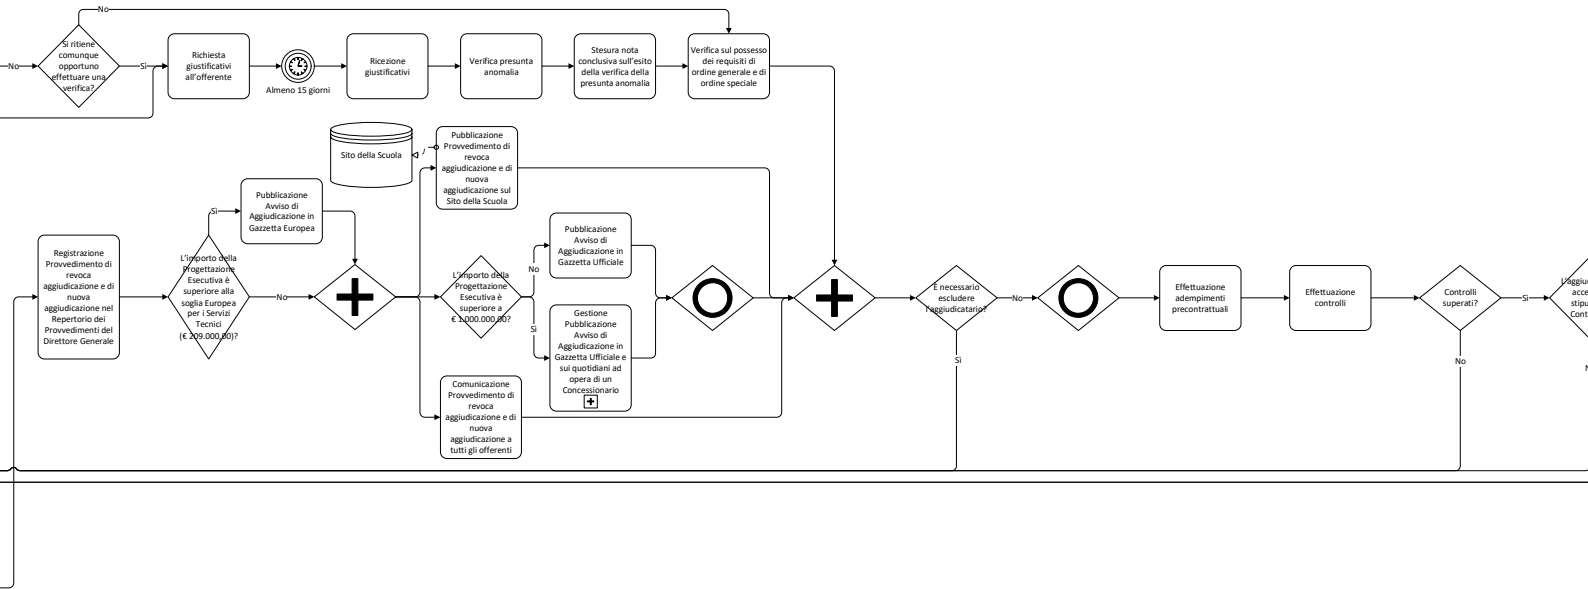 No
No
Si ritiene
comunque
opportuno
effettuare una
verifica?
Sì
Richiesta
giustificativi
all'offerente
Almeno 15 giorni
Ricezione
giustificativi
Verifica presunta
anomalia
Stesura nota
conclusiva sull'esito
della verifica della
presunta anomalia
Verifica sul possesso
dei requisiti di
ordine generale e di
ordine speciale
Sito della Scuola
Pubblicazione
Provvedimento di
revoca
aggiudicazione e di
nuova
aggiudicazione sul
Sito della Scuola
Registrazione
Provvedimento di
revoca
aggiudicazione e di
nuova
aggiudicazione nel
Repertorio dei
Provvedimenti del
Direttore Generale
L'importo della
Progettazione
Esecutiva è
superiore alla
soglia Europea
per i Servizi
Tecnici
(€ 209.000,00)?
Sì
No
Pubblicazione
Avviso di
Aggiudicazione in
Gazzetta Europea
L'importo della
Progettazione
Esecutiva è
superiore a
€ 1.000.000,00?
No
Sì
Pubblicazione
Avviso di
Aggiudicazione in
Gazzetta Ufficiale
Gestione
Pubblicazione
Avviso di
Aggiudicazione in
Gazzetta Ufficiale e
sui quotidiani ad
opera di un
Concessionario
Comunicazione
Provvedimento di
revoca
aggiudicazione e di
nuova
aggiudicazione a
tutti gli offerenti
È necessario
escludere
l'aggiudicatario?
No
Sì
Effettuazione
adempimenti
precontrattuali
Effettuazione
controlli
Controlli
superati?
Sì
No